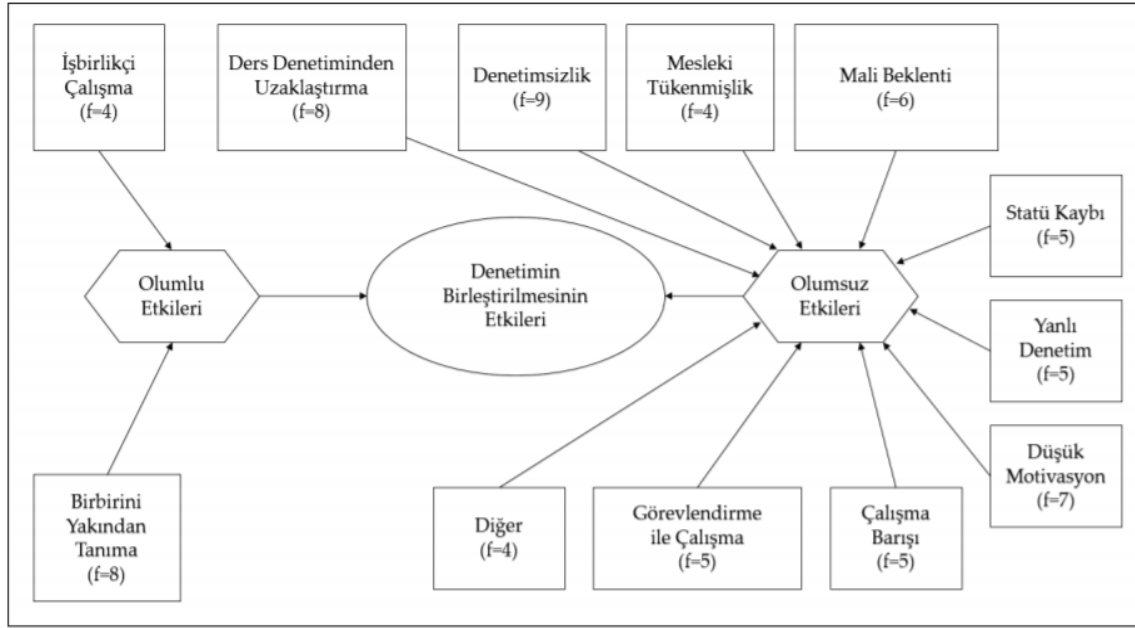 İşbirlikçi
Çalışma
(f=4)
Ders Denetiminden
Uzaklaştırma
(f=8)
Denetimsizlik
(f=9)
Mesleki
Tükenmişlik
(f=4)
Mali Beklenti
(f=6)
Statü Kaybı
(f=5)
Olumlu
Etkileri
Denetimin
Birleştirilmesinin
Etkileri
Olumsuz
Etkileri
Yanlı
Denetim
(f=5)
Düşük
Motivasyon
(f=7)
Birbirini
Yakından
Tanıma
(f=8)
Diğer
(f=4)
Görevlendirme
ile Çalışma
(f=5)
Çalışma
Barışı
(f=5)